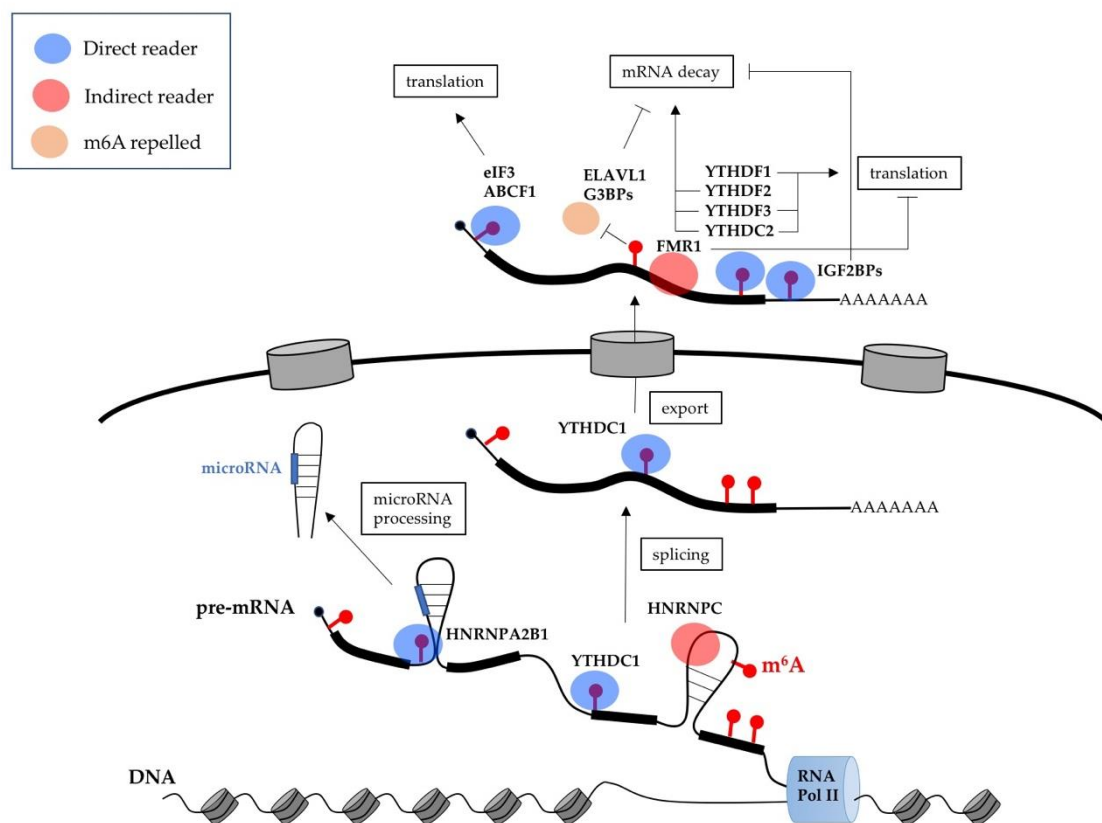 Direct reader
Indirect reader
m6A repelled
translation
mRNA decay
eIF3
ABCF1
ELAVL1
G3BPs
YTHDF1
YTHDF2
YTHDF3
YTHDC2
translation
FMR1
IGF2BPs
AAAAAAA
export
YTHDC1
microRNA
microRNA
processing
AAAAAAA
splicing
pre-mRNA
HNRNPA2B1
HNRNPC
YTHDC1
m⁶A
DNA
RNA
Pol II